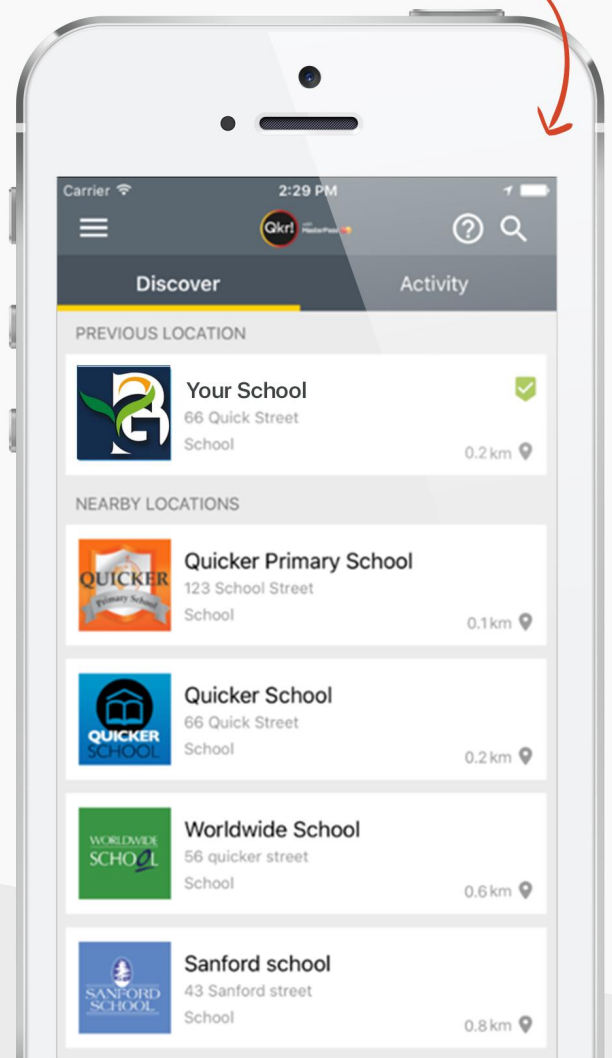 Carrier
2:29 PM
Qkr! with MasterPass
Discover
Activity
PREVIOUS LOCATION
Your School
66 Quick Street
School
0.2 km
NEARBY LOCATIONS
QUICKER
Primary School
Quicker Primary School
123 School Street
School
0.1 km
QUICKER
SCHOOL
Quicker School
66 Quick Street
School
0.2 km
WORLDWIDE
SCHOOL
Worldwide School
56 quicker street
School
0.6 km
SANFORD
SCHOOL
Sanford school
43 Sanford street
School
0.8 km